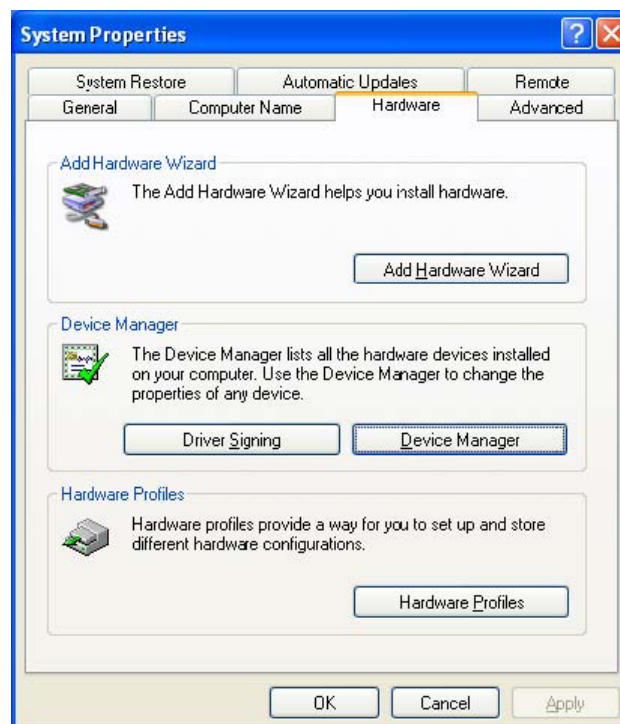 System Properties
System Restore
Automatic Updates
Remote
General
Computer Name
Hardware
Advanced
Add Hardware Wizard
The Add Hardware Wizard helps you install hardware.
Add Hardware Wizard
Device Manager
The Device Manager lists all the hardware devices installed
on your computer. Use the Device Manager to change the
properties of any device.
Driver Signing
Device Manager
Hardware Profiles
Hardware profiles provide a way for you to set up and store
different hardware configurations.
Hardware Profiles
OK
Cancel
Apply